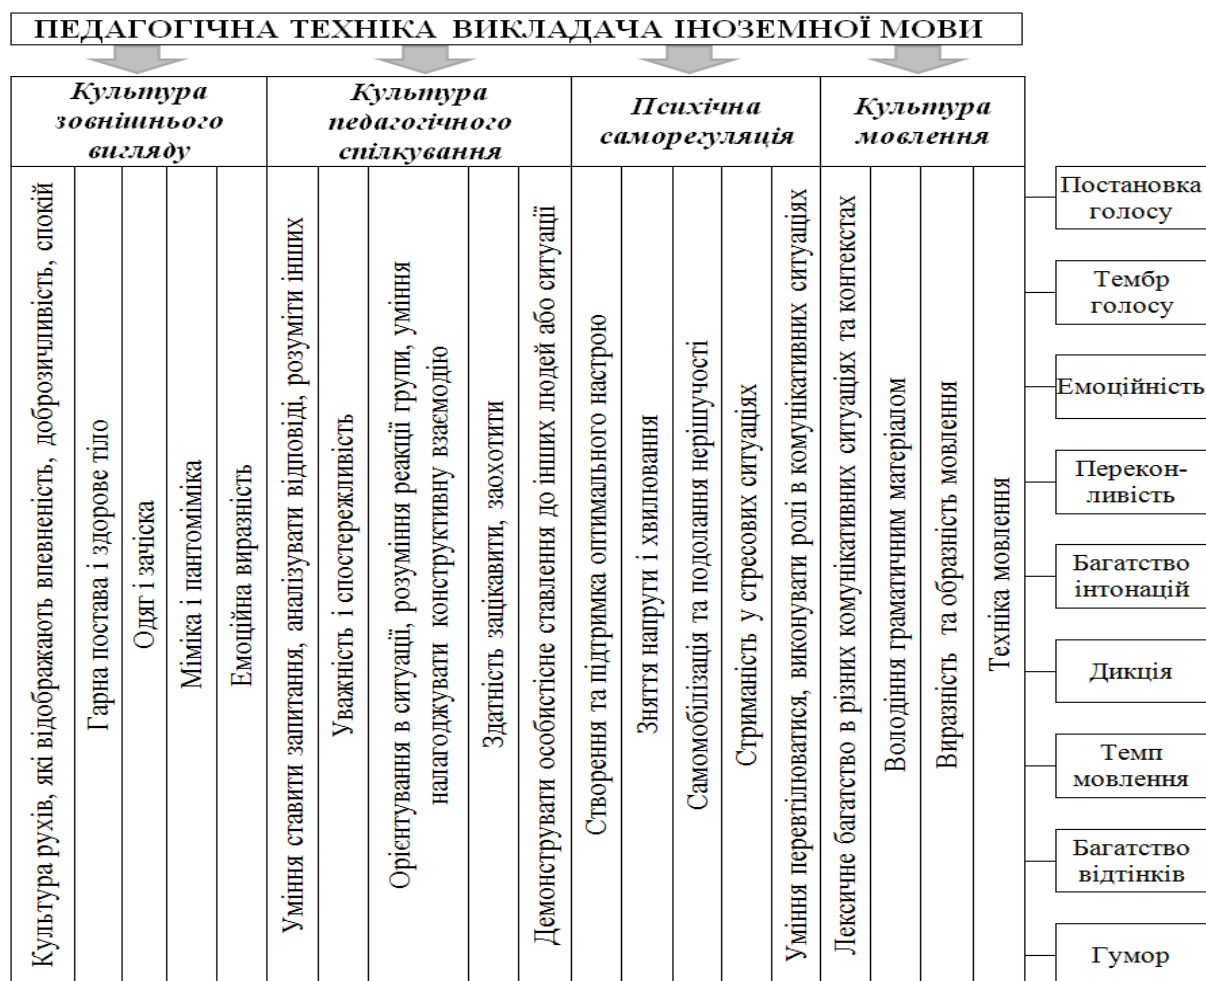 ПЕДАГОГІЧНА ТЕХНІКА ВИКЛАДАЧА ІНОЗЕМНОЇ МОВИ
Культура
зовнішнього
вигляду
Культура
педагогічного
спілкування
Психічна
саморегуляція
Культура
мовлення
Культура рухів, які відображають впевненість, доброзичливість, спокій
Гарна постава і здорове тіло
Одяг і зачіска
Міміка і пантоміміка
Емоційна виразність
Уміння ставити запитання, аналізувати відповіді, розуміти інших
Уважність і спостережливість
Орієнтування в ситуації, розуміння реакції групи, уміння
налагоджувати конструктивну взаємодію
Здатність зацікавити, заохотити
Демонструвати особистісне ставлення до інших людей або ситуації
Створення та підтримка оптимального настрою
Зняття напруги і хвилювання
Самомобілізація та подолання нерішучості
Стриманість у стресових ситуаціях
Уміння перевтілюватися, виконувати ролі в комунікативних ситуаціях
Лексичне багатство в різних комунікативних ситуаціях та контекстах
Володіння граматичним матеріалом
Виразність та образність мовлення
Техніка мовлення
Постановка
голосу
Тембр
голосу
Емоційність
Перекон-
ливість
Багатство
інтонацій
Дикція
Темп
мовлення
Багатство
відтінків
Гумор